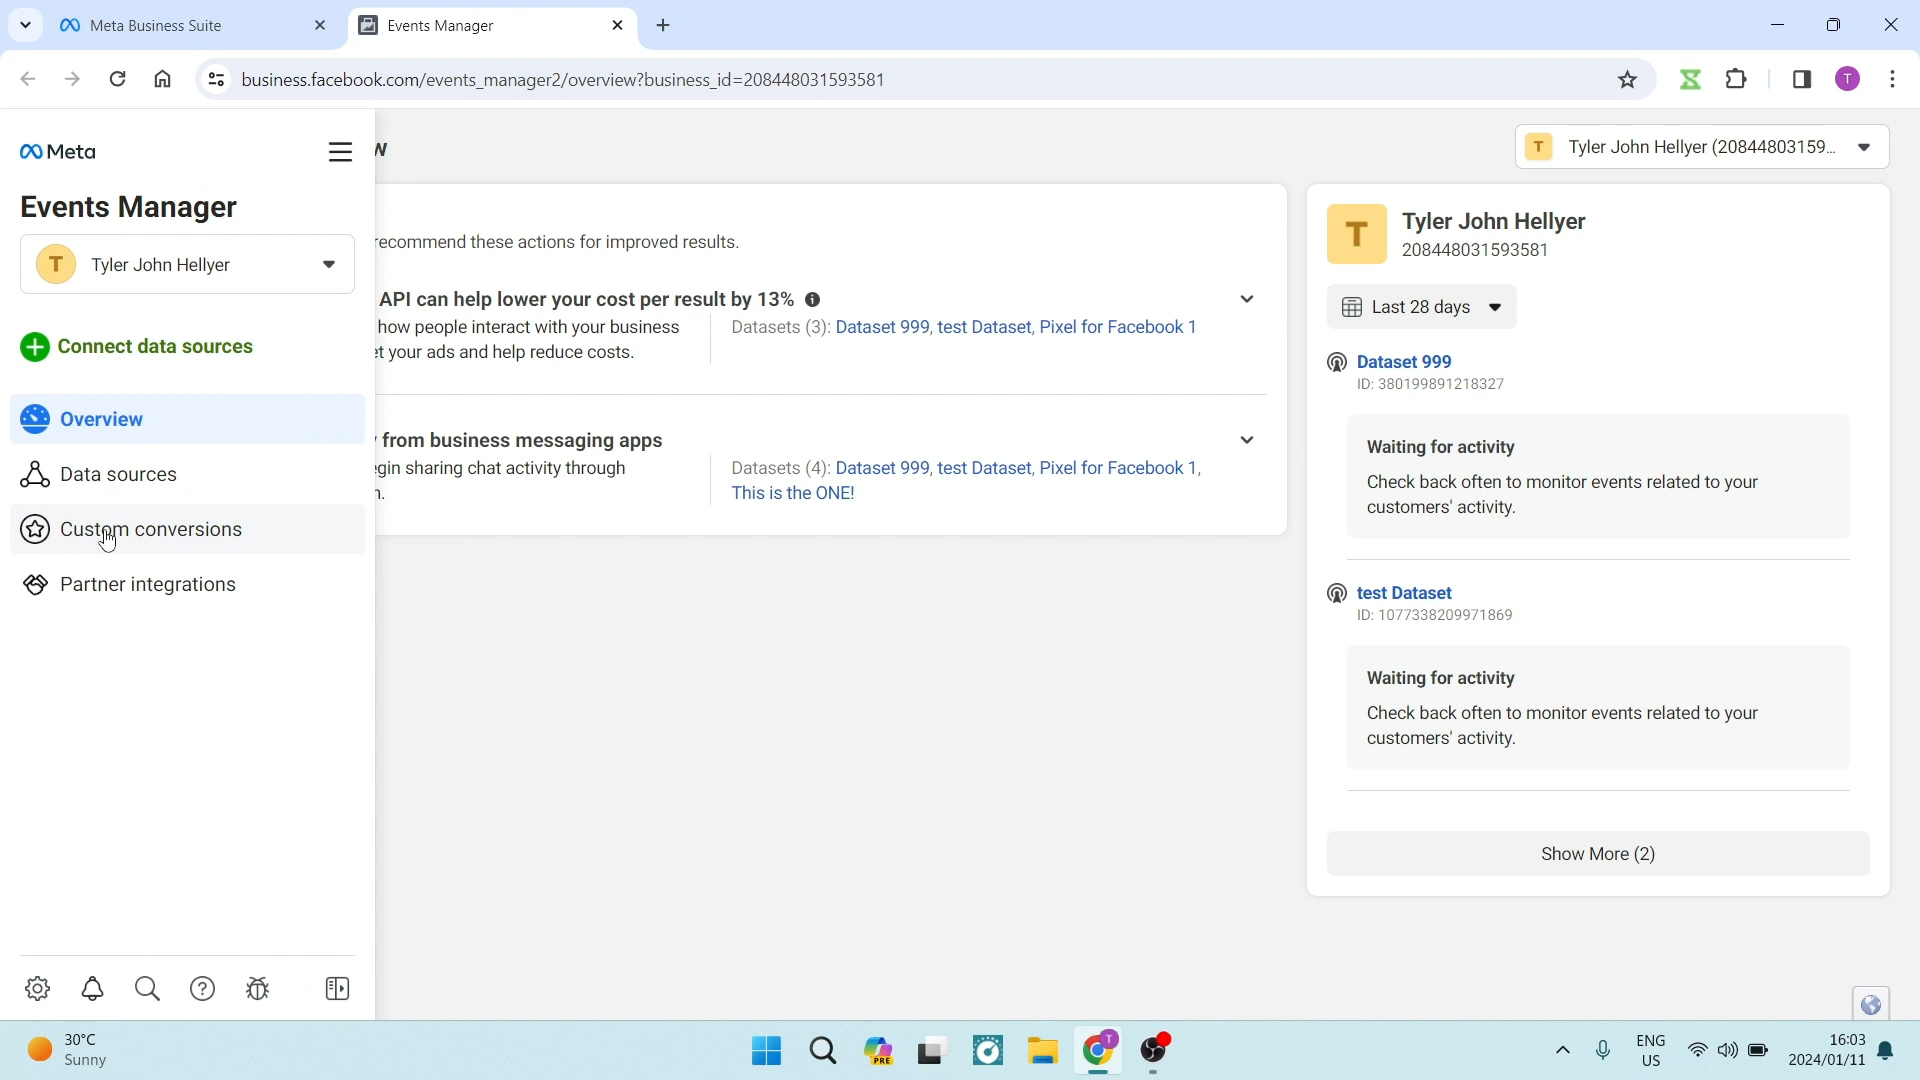 Meta Business Suite
Events Manager
business.facebook.com/events_manager2/overview?business_id=208448031593581
T
Meta
Events Manager
T Tyler John Hellyer
Connect data sources
Overview
Data sources
Custom conversions
Partner integrations
w
T Tyler John Hellyer (20844803159...
recommend these actions for improved results.
API can help lower your cost per result by 13%
how people interact with your business
Datasets (3): Dataset 999, test Dataset, Pixel for Facebook 1
et your ads and help reduce costs.
from business messaging apps
egin sharing chat activity through
Datasets (4): Dataset 999, test Dataset, Pixel for Facebook 1,
This is the ONE!
T
Tyler John Hellyer
208448031593581
Last 28 days
Dataset 999
ID: 380199891218327
Waiting for activity
Check back often to monitor events related to your
customers' activity.
test Dataset
ID: 1077338209971869
Waiting for activity
Check back often to monitor events related to your
customers' activity.
Show More (2)
30°C
Sunny
PRE
T
ENG
US
16:03
2024/01/11